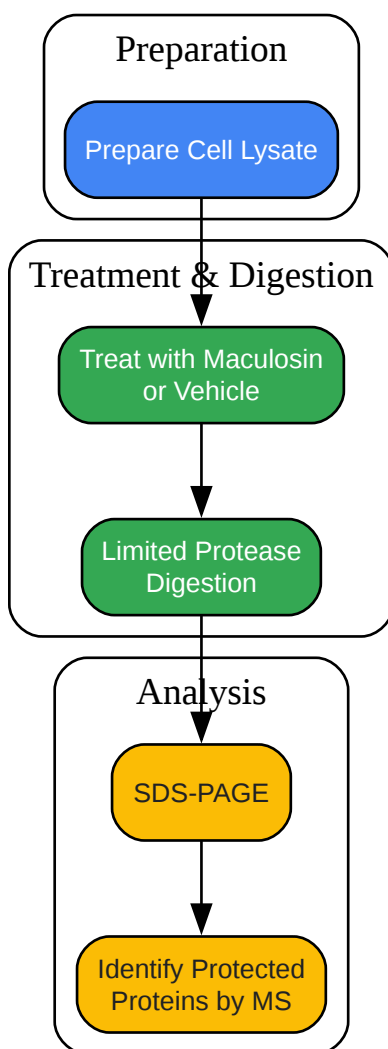 Preparation
Prepare Cell Lysate
Treatment & Digestion
Treat with Maculosin
or Vehicle
Limited Protease
Digestion
Analysis
SDS-PAGE
Identify Protected
Proteins by MS